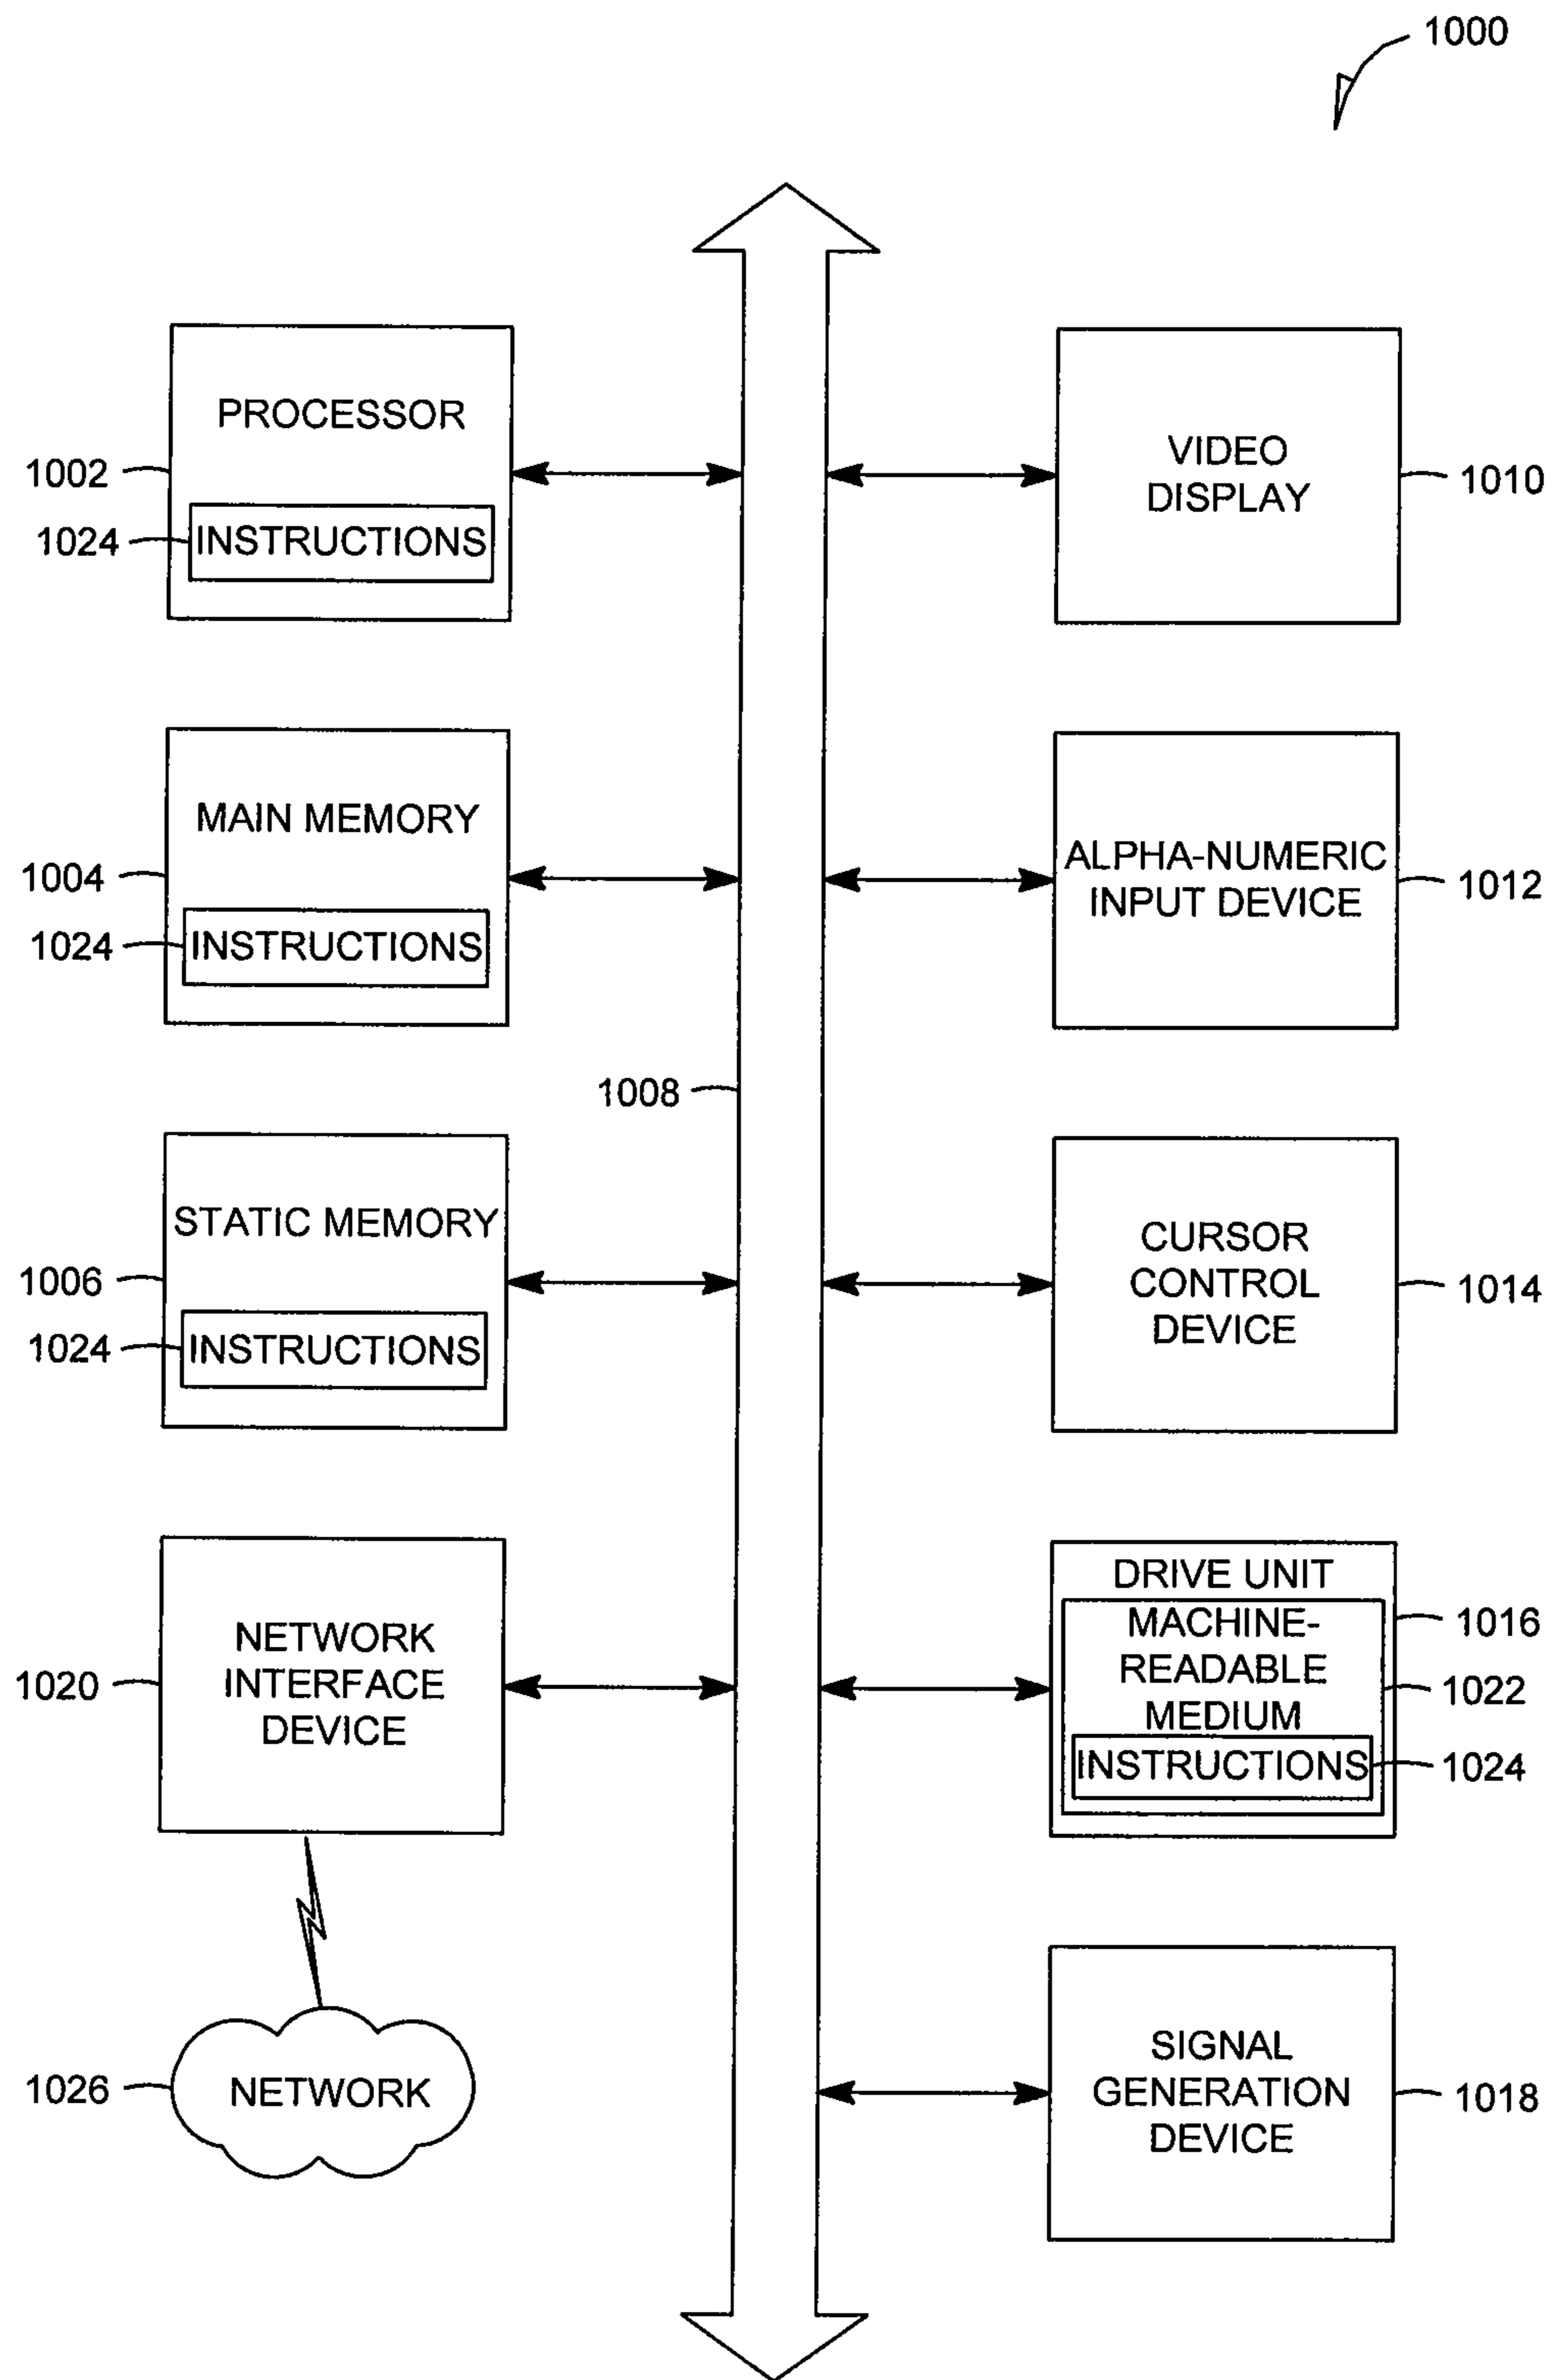 1000
PROCESSOR
1002
1024
INSTRUCTIONS
VIDEO
DISPLAY
1010
MAIN MEMORY
1004
1024
INSTRUCTIONS
ALPHA-NUMERIC
INPUT DEVICE
1012
1008
STATIC MEMORY
1006
1024
INSTRUCTIONS
CURSOR
CONTROL
DEVICE
1014
NETWORK
INTERFACE
DEVICE
1020
DRIVE UNIT
1016
MACHINE-
READABLE
MEDIUM
1022
INSTRUCTIONS
1024
1026
NETWORK
SIGNAL
GENERATION
DEVICE
1018